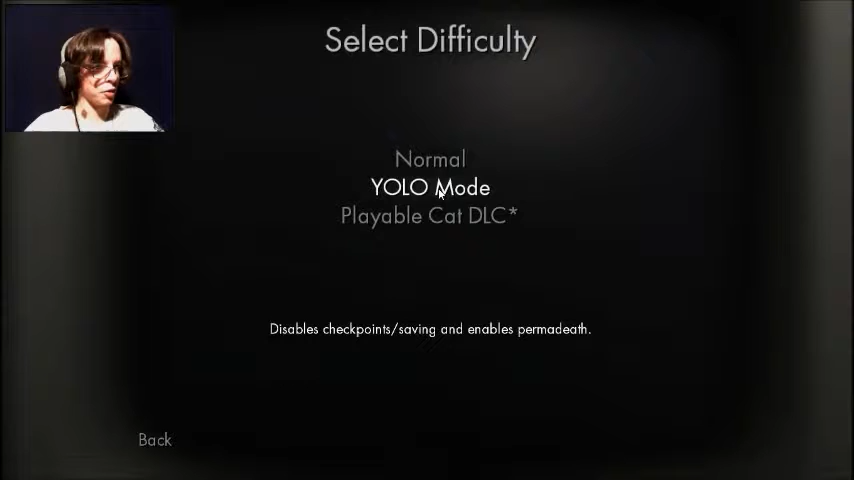 Select Difficulty
Normal
YOLO Mode
Playable Cat DLC*
Disables checkpoints/saving and enables permadeath.
Back